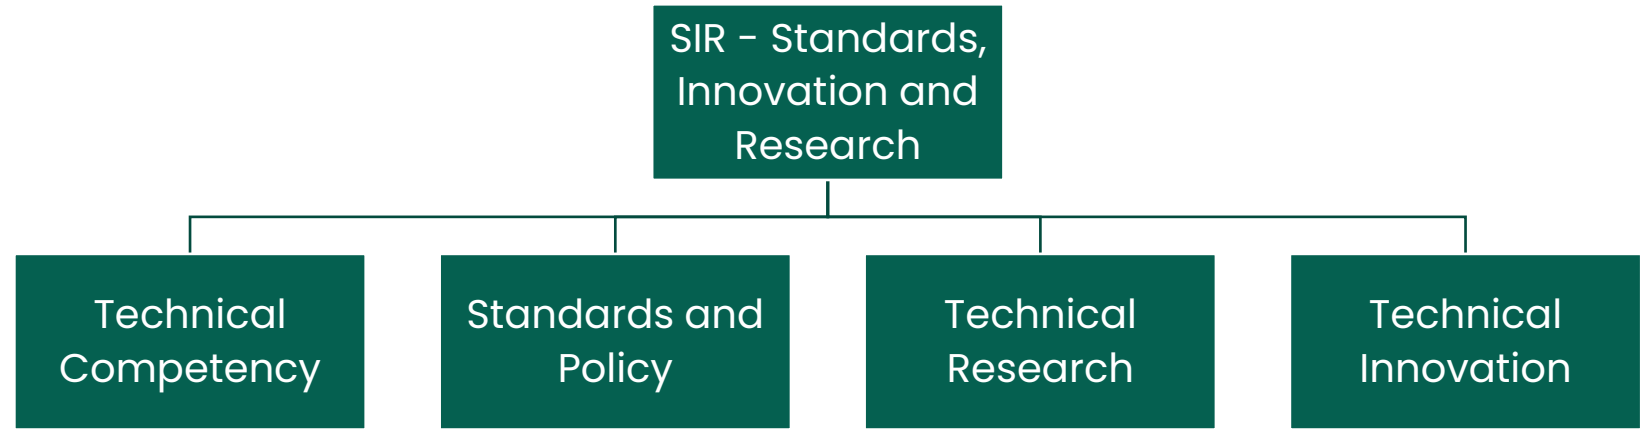 SIR - Standards,
Innovation and
Research
Technical
Competency
Standards and
Policy
Technical
Research
Technical
Innovation